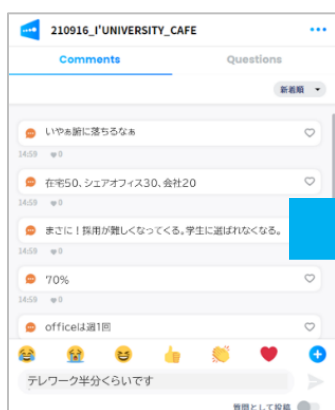 210916_I'UNIVERSITY_CAFE
Comments Questions
新着順
いやぁ腑に落ちるなぁ
14:59 0
在宅50、シェアオフィス30、会社20
14:59 0
まさに！採用が難しくなってくる。学生に選ばれなくなる。
14:59 0
70%
14:59 0
officeは週1回
テレワーク半分くらいです
質問として投稿